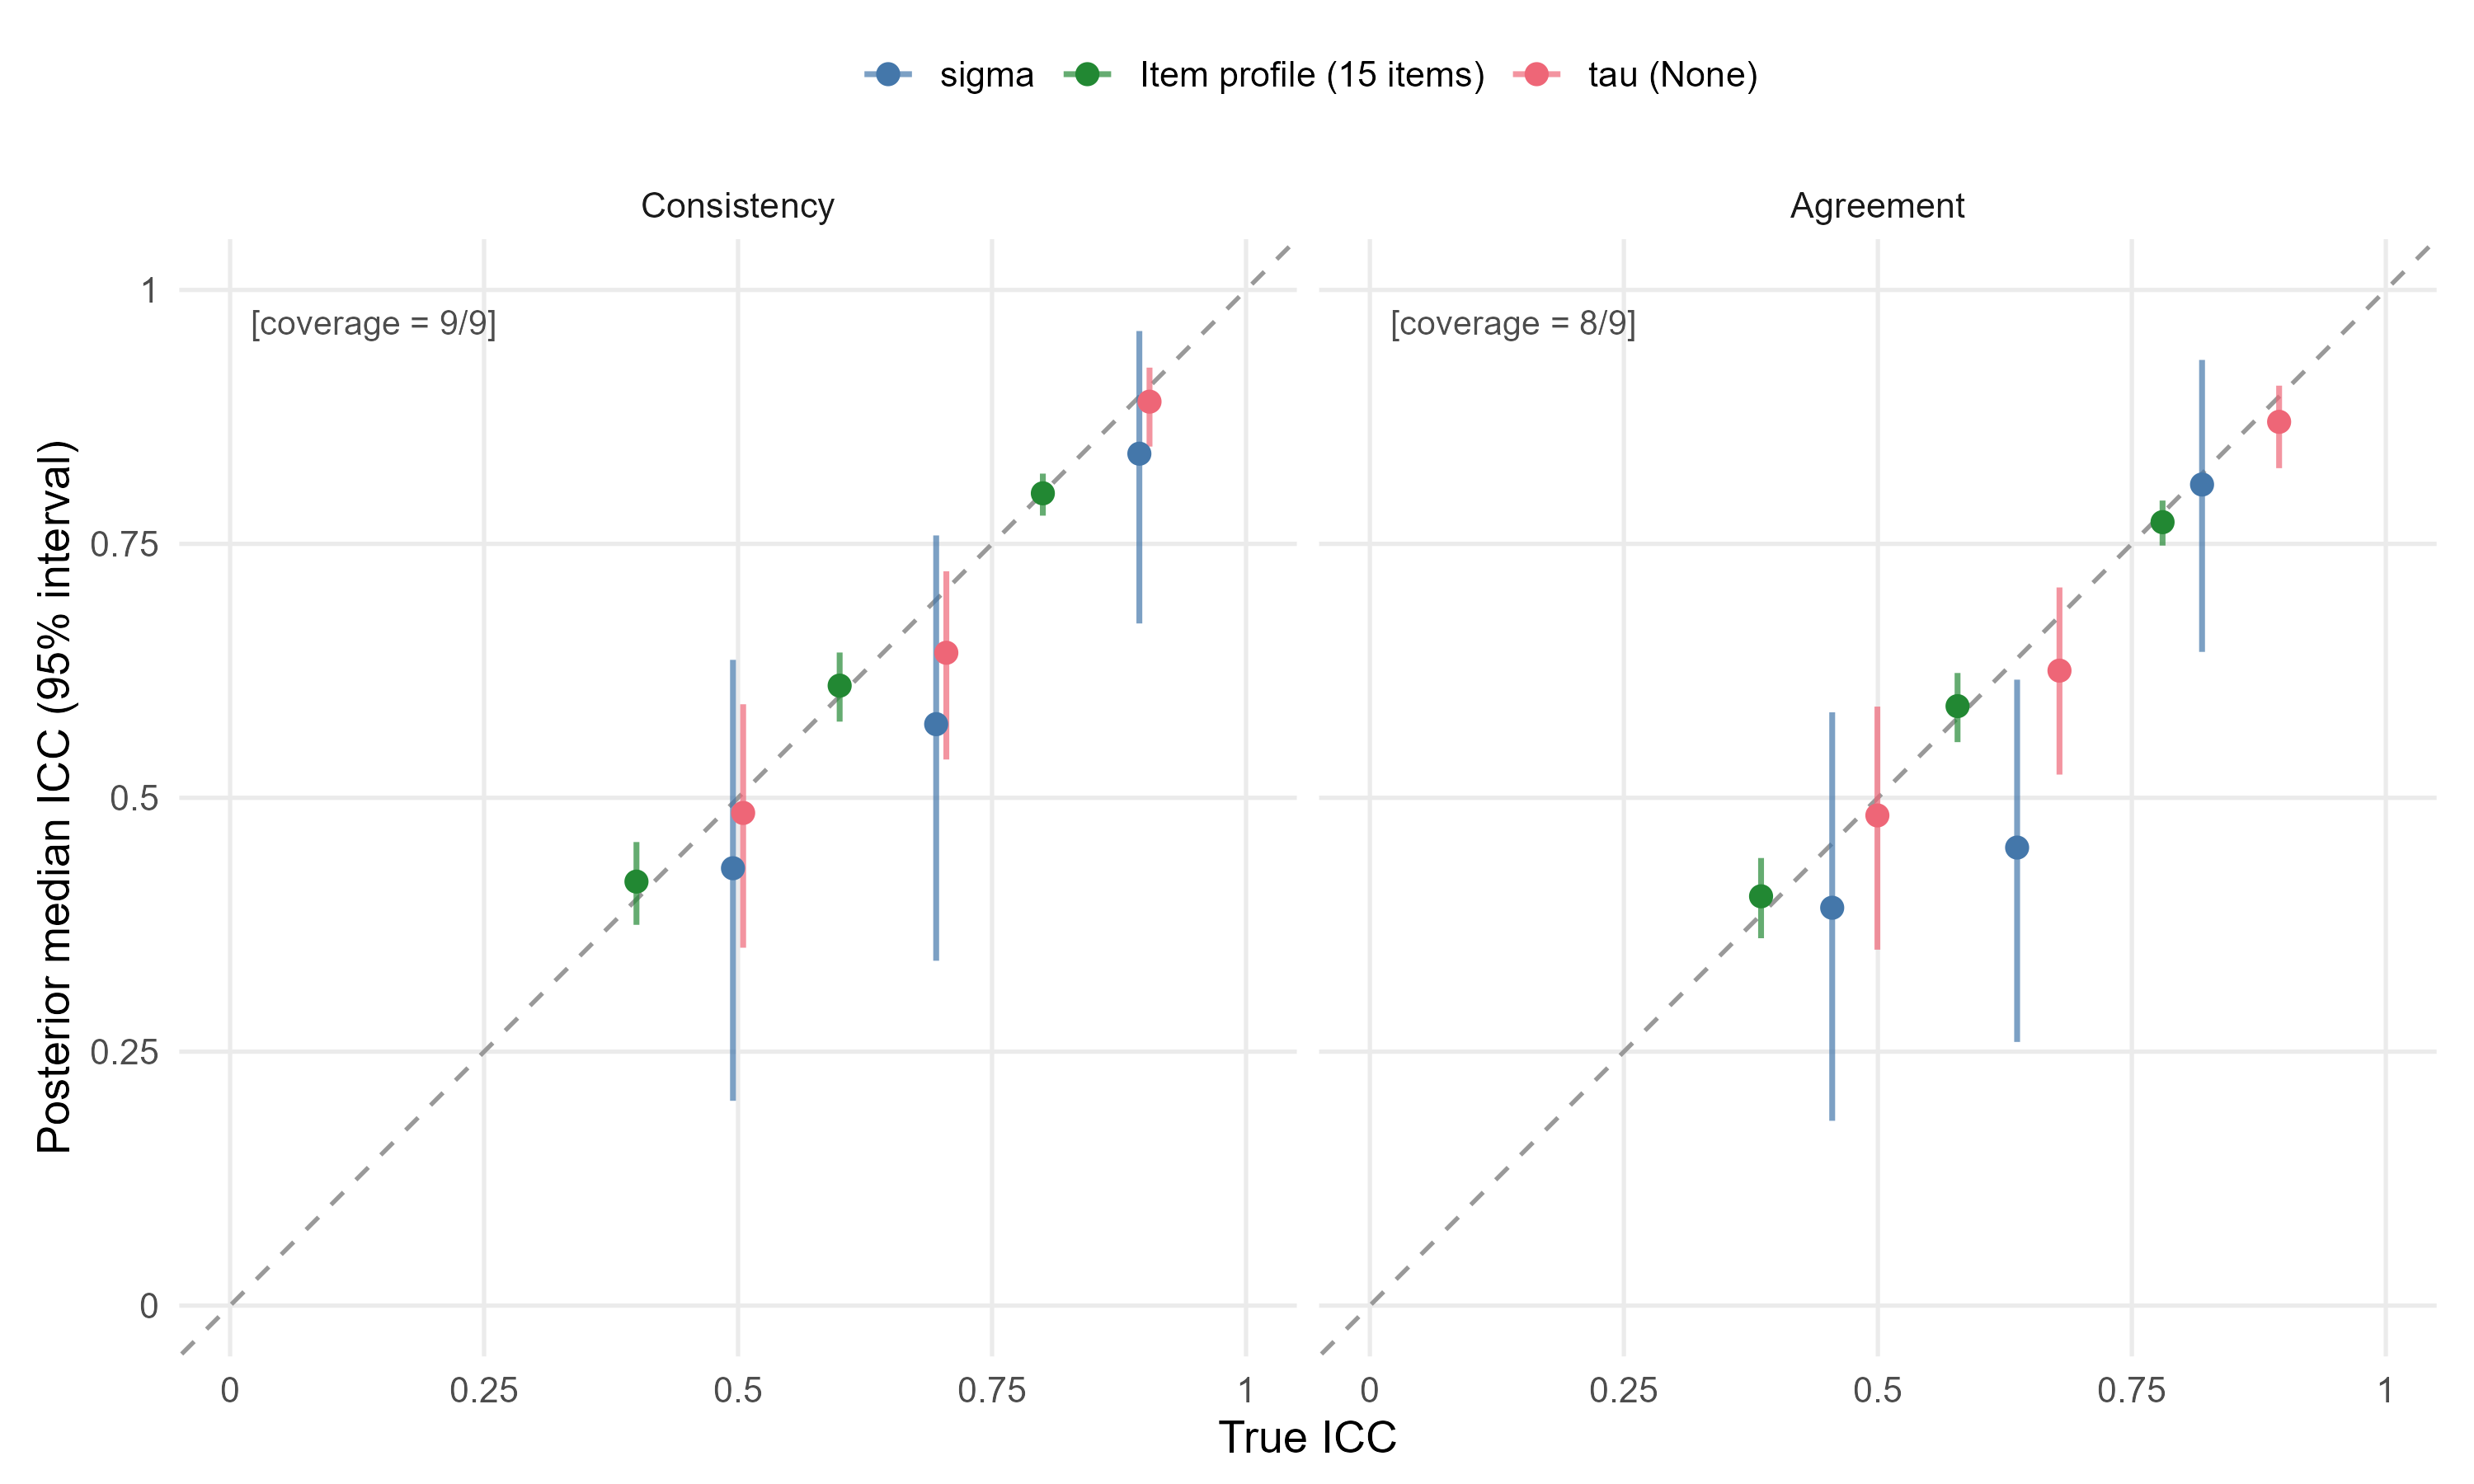 sigma Item profile (15 items) tau (None)
Consistency Agreement
[coverage = 9/9] [coverage = 8/9]
Posterior median ICC (95% interval)
1
0.75
0.5
0.25
0
0 0.25 0.5 0.75 1 0 0.25 0.5 0.75 1
True ICC